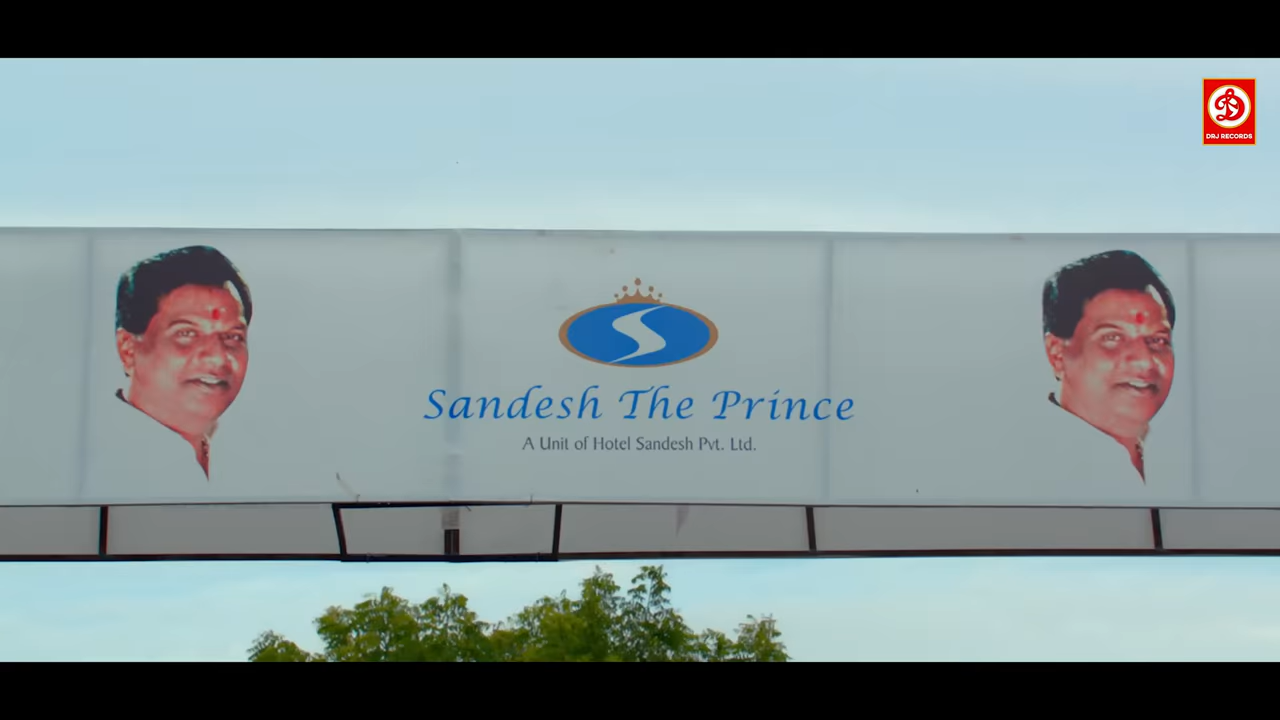 DRJ RECORDS
Sandesh The Prince
A Unit of Hotel Sandesh Pvt. Ltd.